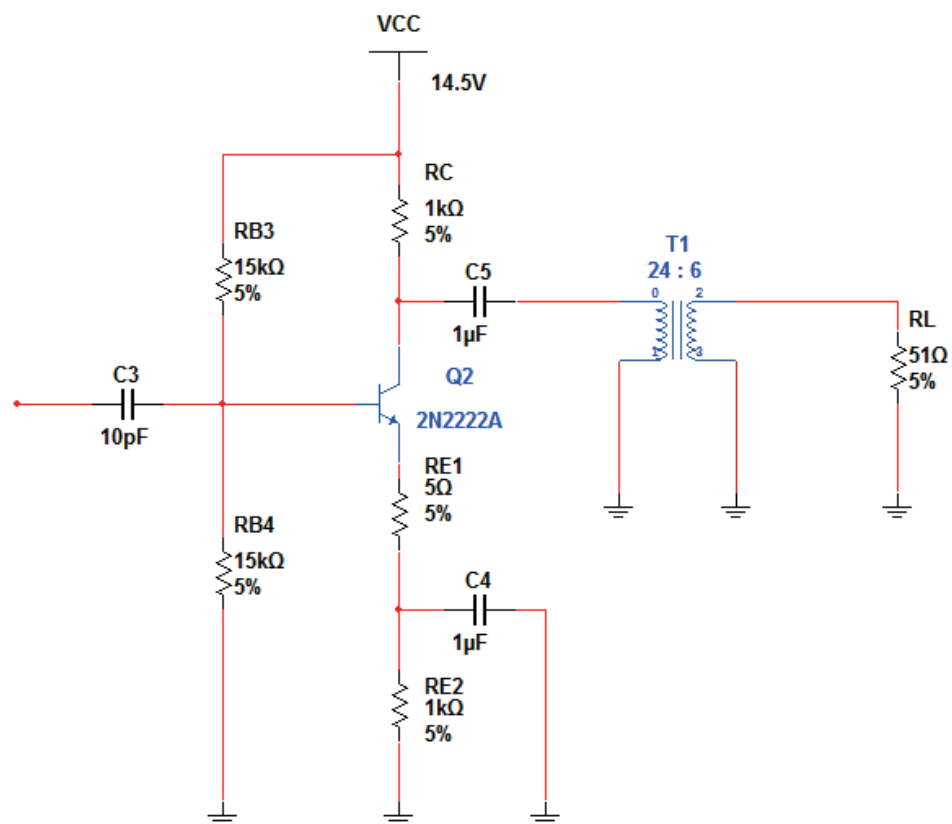 VCC
14.5V
RC
1kΩ
5%
RB3
15kΩ
5%
T1
24 : 6
0
2
1
3
C5
1µF
RL
51Ω
5%
C3
10pF
Q2
2N2222A
RE1
5Ω
5%
RB4
15kΩ
5%
C4
1µF
RE2
1kΩ
5%